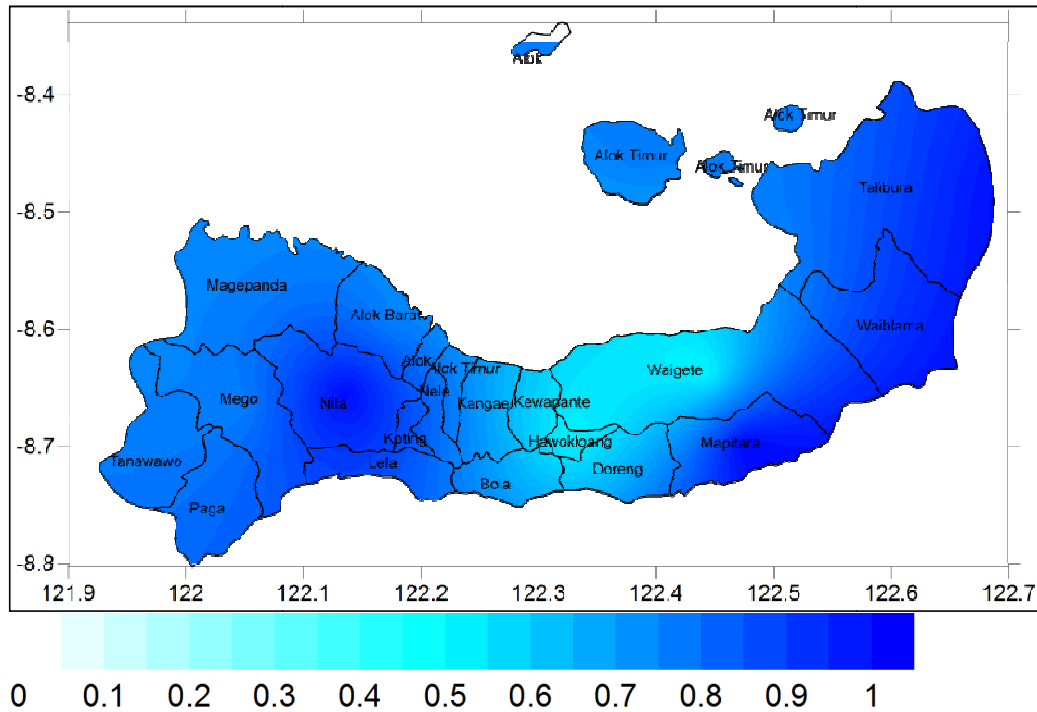 Alok
-8.4
Alok Timur
Alok Timur
Alok Timur
Talibura
-8.5
Magepanda
Alok Barat
-8.6
Waiblama
Alok
Alok Timur
Waigete
Mego
Nita
Nele
Kangae
Kewapante
-8.7
Koting
Hewokloang
Mapitara
Tanawawo
Lela
Doreng
Bola
Paga
-8.8
121.9 122 122.1 122.2 122.3 122.4 122.5 122.6 122.7
0 0.1 0.2 0.3 0.4 0.5 0.6 0.7 0.8 0.9 1